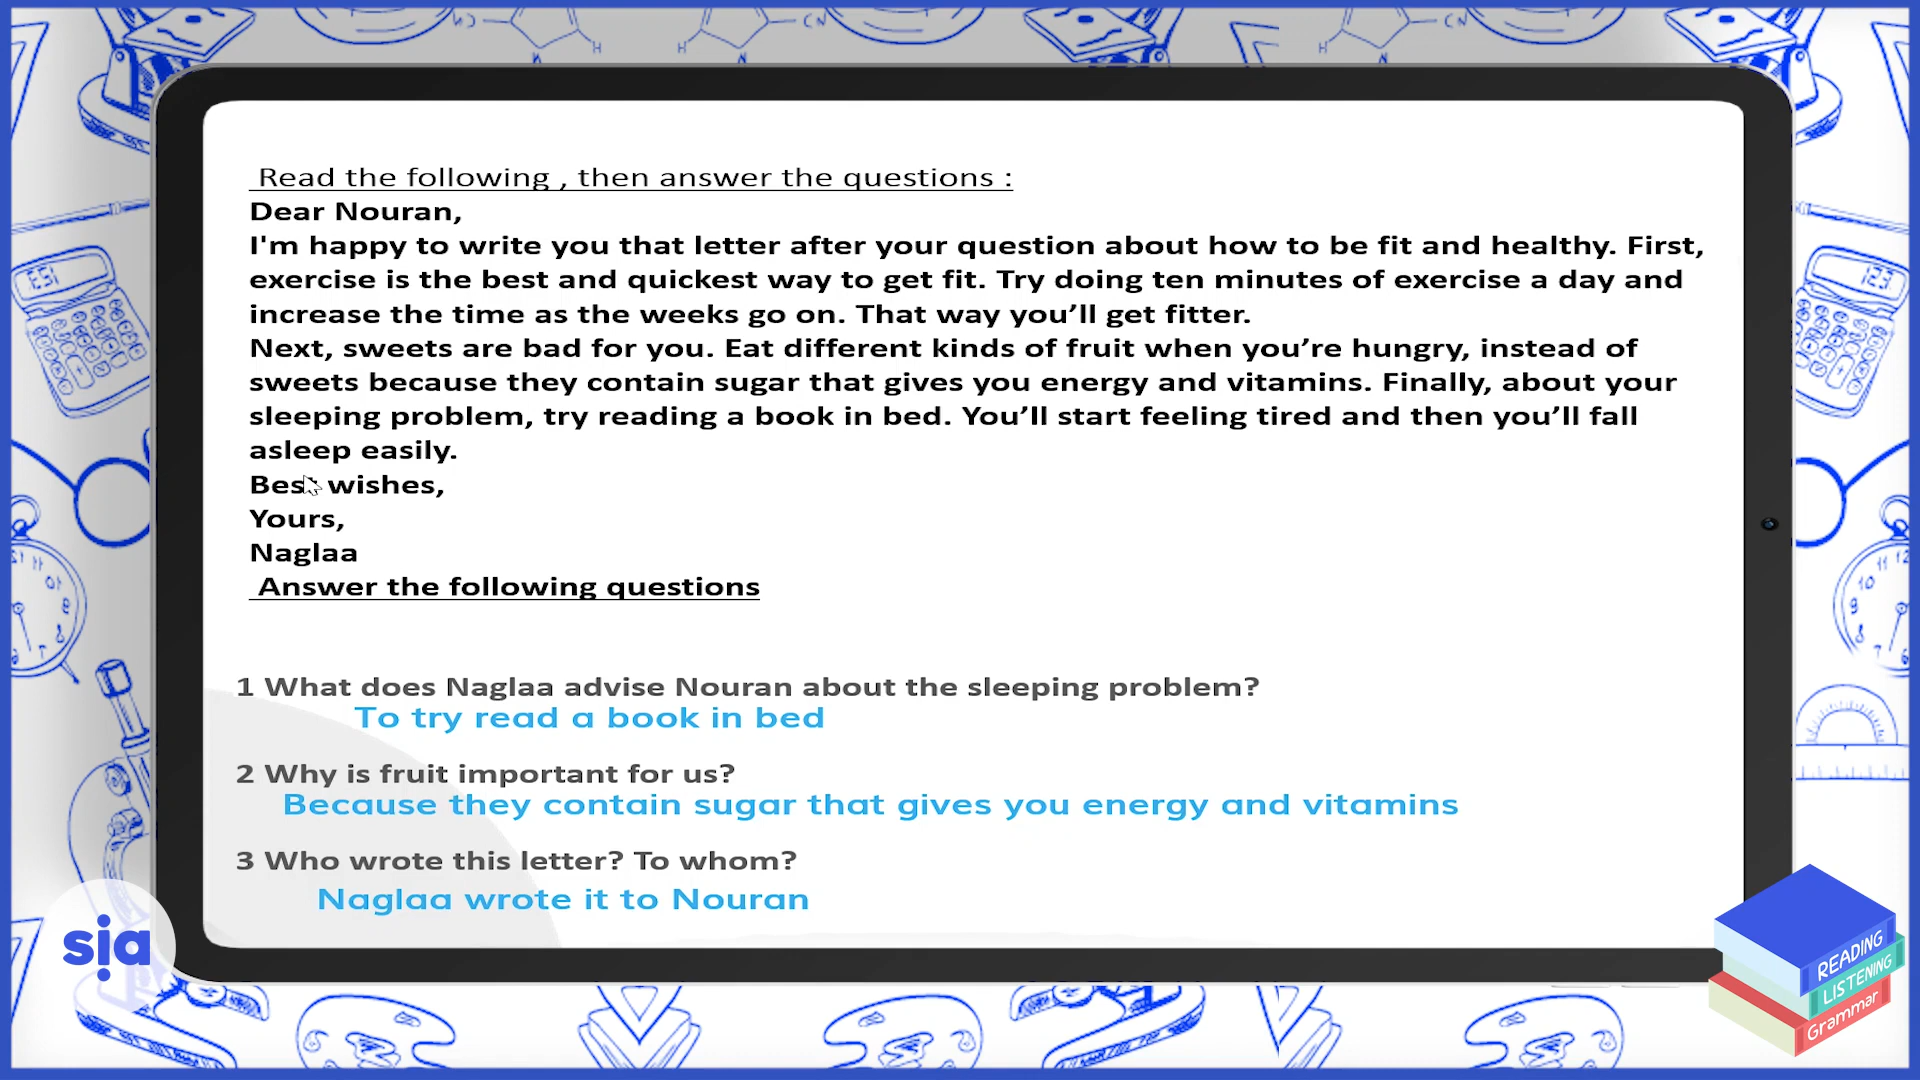 Read the following , then answer the questions :
Dear Nouran,
I'm happy to write you that letter after your question about how to be fit and healthy. First,
exercise is the best and quickest way to get fit. Try doing ten minutes of exercise a day and
increase the time as the weeks go on. That way you’ll get fitter.
Next, sweets are bad for you. Eat different kinds of fruit when you’re hungry, instead of
sweets because they contain sugar that gives you energy and vitamins. Finally, about your
sleeping problem, try reading a book in bed. You’ll start feeling tired and then you’ll fall
asleep easily.
Best wishes,
Yours,
Naglaa
Answer the following questions
1 What does Naglaa advise Nouran about the sleeping problem?
To try read a book in bed
2 Why is fruit important for us?
Because they contain sugar that gives you energy and vitamins
3 Who wrote this letter? To whom?
Naglaa wrote it to Nouran
sia
READING
LISTENING
Grammar